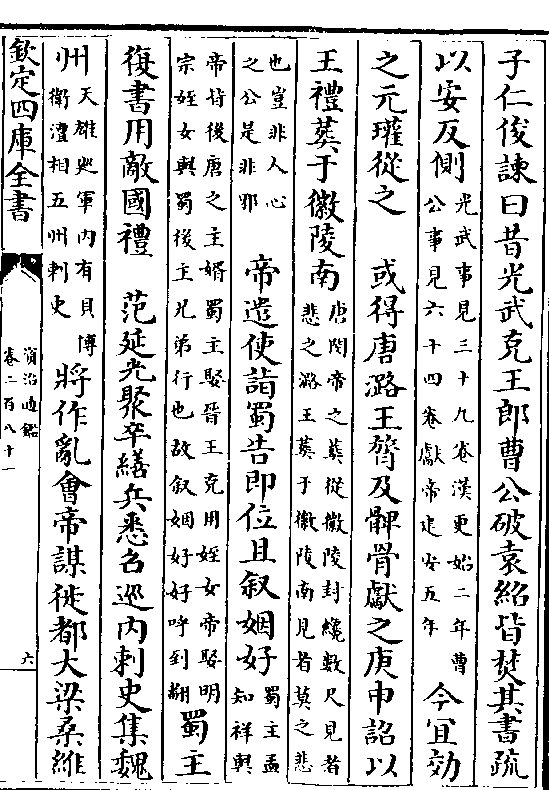 子仁俊諫曰昔光武克王郎曹公破袁紹皆焚其書疏
以安反側光武事見三十九卷漢更始二年曹公事見六十四卷獻帝建安五年今宜効
之元瓘從之　或得唐潞王膂及髀骨獻之庚申詔以
王禮葬于徽陵南唐閔帝之葬從徽陵封纔數尺見者悲之潞王葬于徽陵南見者莫之悲
也豈非人心之公是非邪　帝遣使詣蜀告即位且叙姻好蜀主孟知祥與
帝皆後唐之主婿蜀主娶晉王克用姪女帝娶明宗姪女與蜀後主兄弟行也故叙姻好好呼到翻蜀主
復書用敵國禮　范延光聚卒繕兵悉召巡内刺史集魏
州天雄巡軍内有貝博衛澶相五州刺史將作亂會帝謀徙都大梁桑維
欽定四庫全書
資治通鑑
卷二百八十一
六